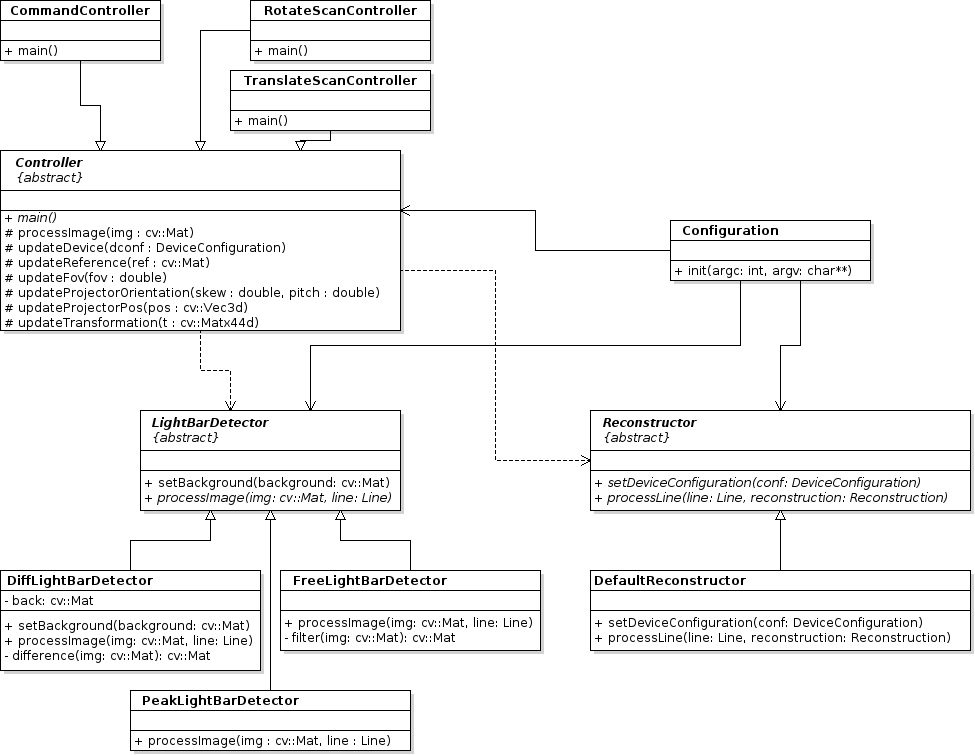 CommandController
+ main()
RotateScanController
+ main()
TranslateScanController
+ main()
Controller
{abstract}
+ main()
# processImage(img : cv::Mat)
# updateDevice(dconf : DeviceConfiguration)
# updateReference(ref : cv::Mat)
# updateFov(fov : double)
# updateProjectorOrientation(skew : double, pitch : double)
# updateProjectorPos(pos : cv::Vec3d)
# updateTransformation(t : cv::Matx44d)
Configuration
+ init(argc: int, argv: char**)
LightBarDetector
{abstract}
+ setBackground(background: cv::Mat)
+ processImage(img: cv::Mat, line: Line)
Reconstructor
{abstract}
+ setDeviceConfiguration(conf: DeviceConfiguration)
+ processLine(line: Line, reconstruction: Reconstruction)
DiffLightBarDetector
- back: cv::Mat
+ setBackground(background: cv::Mat)
+ processImage(img: cv::Mat, line: Line)
- difference(img: cv::Mat): cv::Mat
FreeLightBarDetector
+ processImage(img: cv::Mat, line: Line)
- filter(img: cv::Mat): cv::Mat
DefaultReconstructor
+ setDeviceConfiguration(conf: DeviceConfiguration)
+ processLine(line: Line, reconstruction: Reconstruction)
PeakLightBarDetector
+ processImage(img : cv::Mat, line : Line)